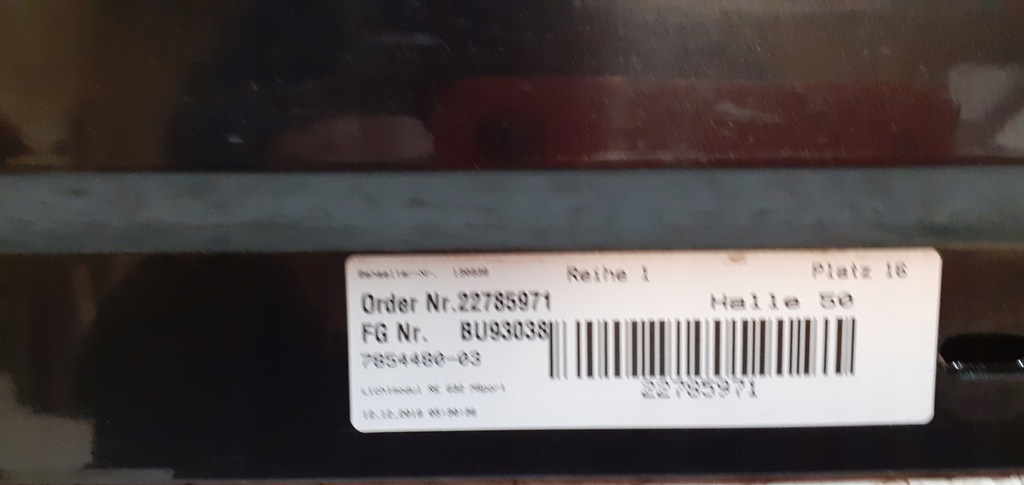 Reihe 1 Platz 16
Order Nr.22785971 Halle 50
FG Nr. BU93038
7854480-03
22785971